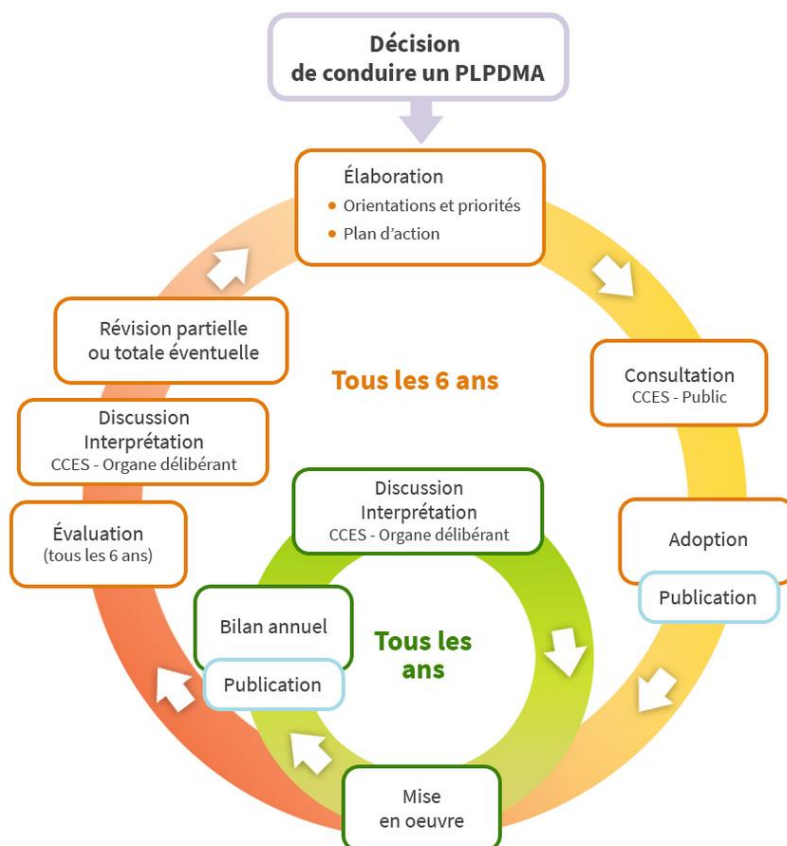 Décision
de conduire un PLPDMA
Élaboration
• Orientations et priorités
• Plan d’action
Révision partielle
ou totale éventuelle
Tous les 6 ans
Consultation
CCES - Public
Discussion
Interprétation
CCES - Organe délibérant
Discussion
Interprétation
CCES - Organe délibérant
Évaluation
(tous les 6 ans)
Adoption
Publication
Bilan annuel
Publication
Tous les
ans
Mise
en oeuvre